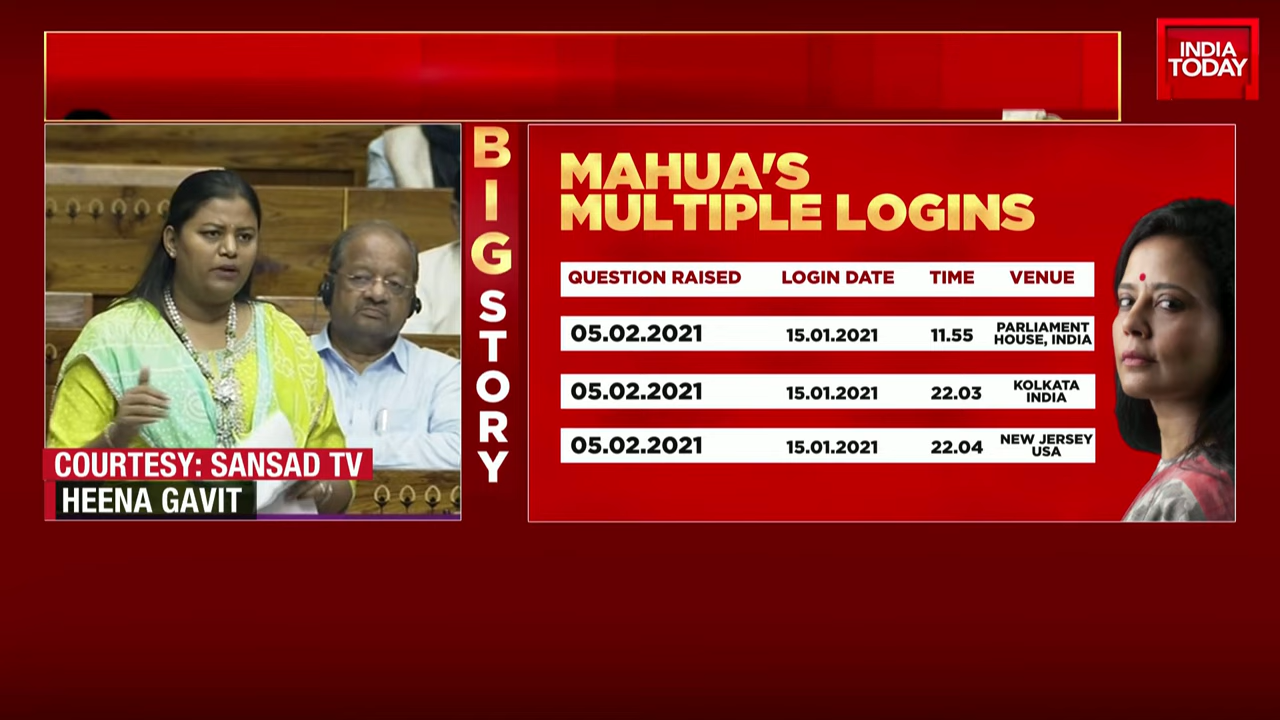 INDIA
TODAY
BIG
STORY
MAHUA'S
MULTIPLE LOGINS
QUESTION RAISED LOGIN DATE TIME VENUE
05.02.2021 15.01.2021 11.55 PARLIAMENT
HOUSE, INDIA
05.02.2021 15.01.2021 22.03 KOLKATA
INDIA
05.02.2021 15.01.2021 22.04 NEW JERSEY
USA
COURTESY: SANSAD TV
HEENA GAVIT